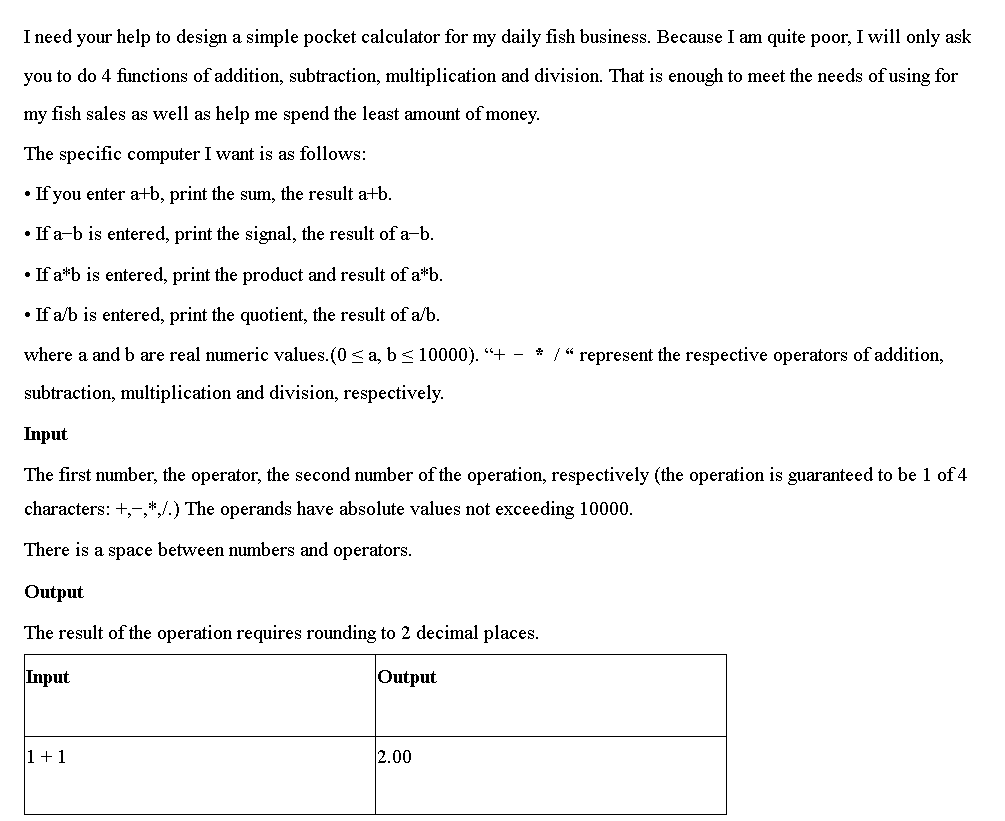 I need your help to design a simple pocket calculator for my daily fish business. Because I am quite poor, I will only ask
you to do 4 functions of addition, subtraction, multiplication and division. That is enough to meet the needs of using for
my fish sales as well as help me spend the least amount of money.
The specific computer I want is as follows:
• If you enter a+b, print the sum, the result a+b.
• If a−b is entered, print the signal, the result of a−b.
• If a*b is entered, print the product and result of a*b.
• If a/b is entered, print the quotient, the result of a/b.
where a and b are real numeric values.(0 ≤ a, b ≤ 10000). “+ − * / “ represent the respective operators of addition,
subtraction, multiplication and division, respectively.
Input
The first number, the operator, the second number of the operation, respectively (the operation is guaranteed to be 1 of 4
characters: +,−,*,/.) The operands have absolute values not exceeding 10000.
There is a space between numbers and operators.
Output
The result of the operation requires rounding to 2 decimal places.
Input Output
1 + 1 2.00